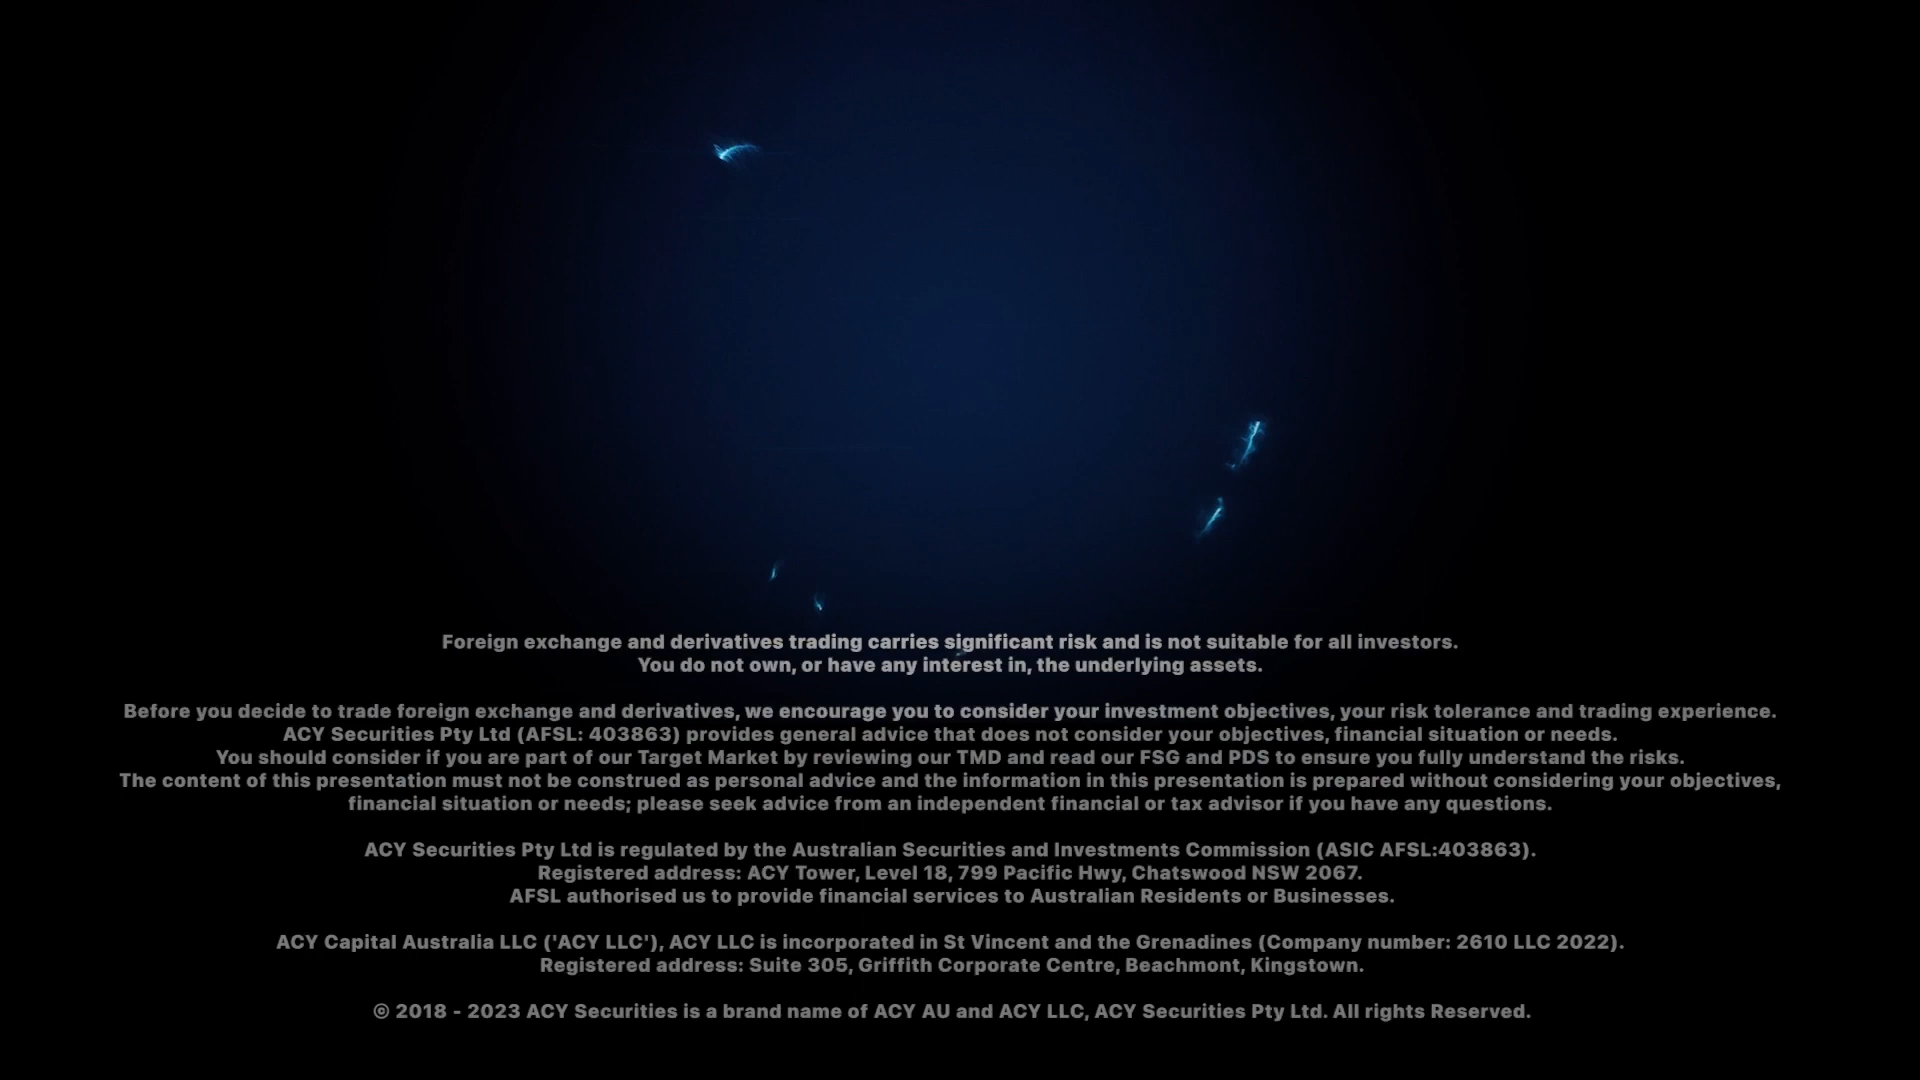 Foreign exchange and derivatives trading carries significant risk and is not suitable for all investors.
You do not own, or have any interest in, the underlying assets.
Before you decide to trade foreign exchange and derivatives, we encourage you to consider your investment objectives, your risk tolerance and trading experience.
ACY Securities Pty Ltd (AFSL: 403863) provides general advice that does not consider your objectives, financial situation or needs.
You should consider if you are part of our Target Market by reviewing our TMD and read our FSG and PDS to ensure you fully understand the risks.
The content of this presentation must not be construed as personal advice and the information in this presentation is prepared without considering your objectives,
financial situation or needs; please seek advice from an independent financial or tax advisor if you have any questions.
ACY Securities Pty Ltd is regulated by the Australian Securities and Investments Commission (ASIC AFSL:403863).
Registered address: ACY Tower, Level 18, 799 Pacific Hwy, Chatswood NSW 2067.
AFSL authorised us to provide financial services to Australian Residents or Businesses.
ACY Capital Australia LLC ('ACY LLC'), ACY LLC is incorporated in St Vincent and the Grenadines (Company number: 2610 LLC 2022).
Registered address: Suite 305, Griffith Corporate Centre, Beachmont, Kingstown.
© 2018 - 2023 ACY Securities is a brand name of ACY AU and ACY LLC, ACY Securities Pty Ltd. All rights Reserved.